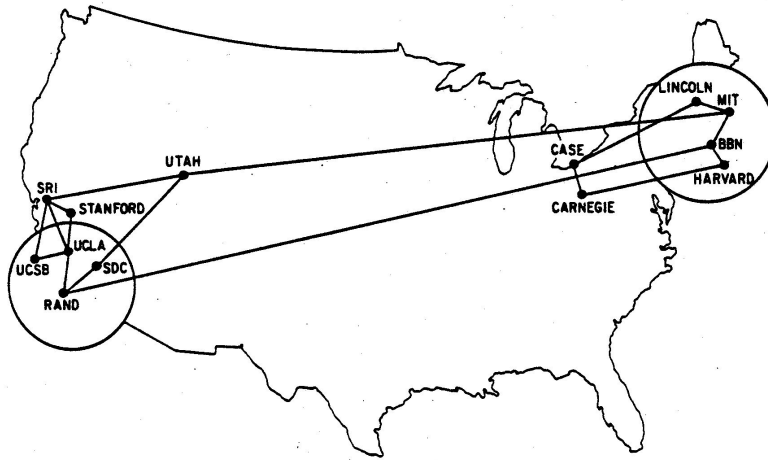 LINCOLN
MIT
CASE
BBN
UTAH
HARVARD
SRI
STANFORD
CARNEGIE
UCLA
UCSB
SDC
RAND